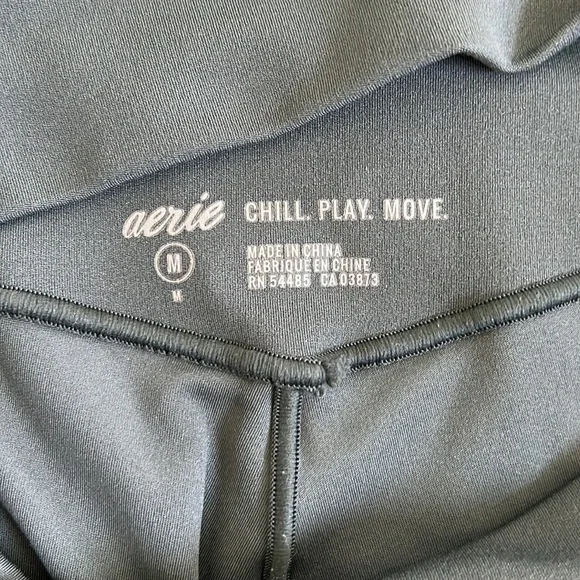 aerie CHILL. PLAY. MOVE.
M
M
MADE IN CHINA
FABRIQUE EN CHINE
RN 54485 CA 03873